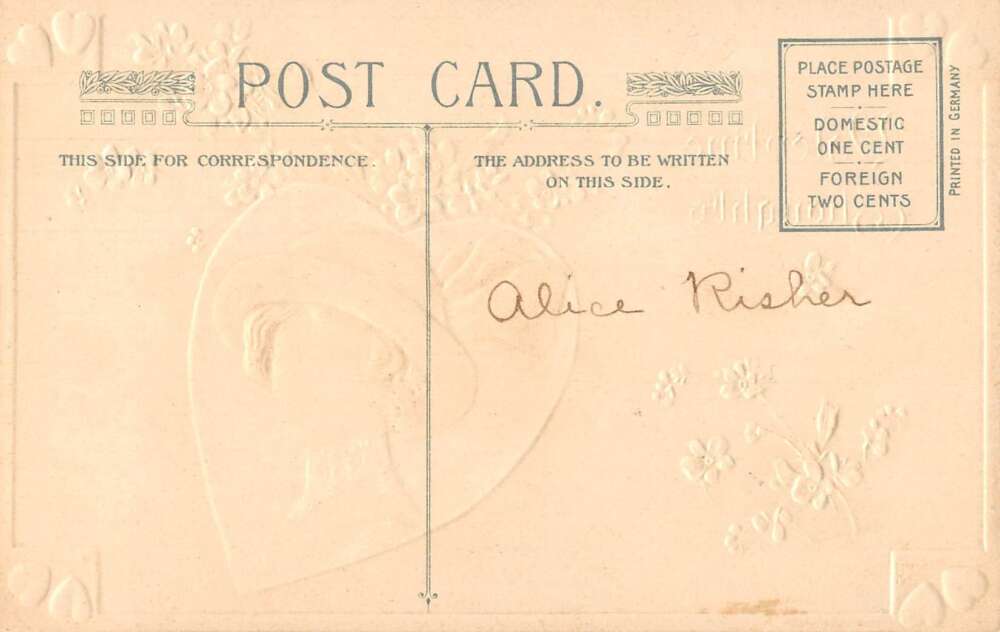 POST CARD.
THIS SIDE FOR CORRESPONDENCE.
THE ADDRESS TO BE WRITTEN
ON THIS SIDE.
PLACE POSTAGE
STAMP HERE
DOMESTIC
ONE CENT
FOREIGN
TWO CENTS
PRINTED IN GERMANY
Alice Risher